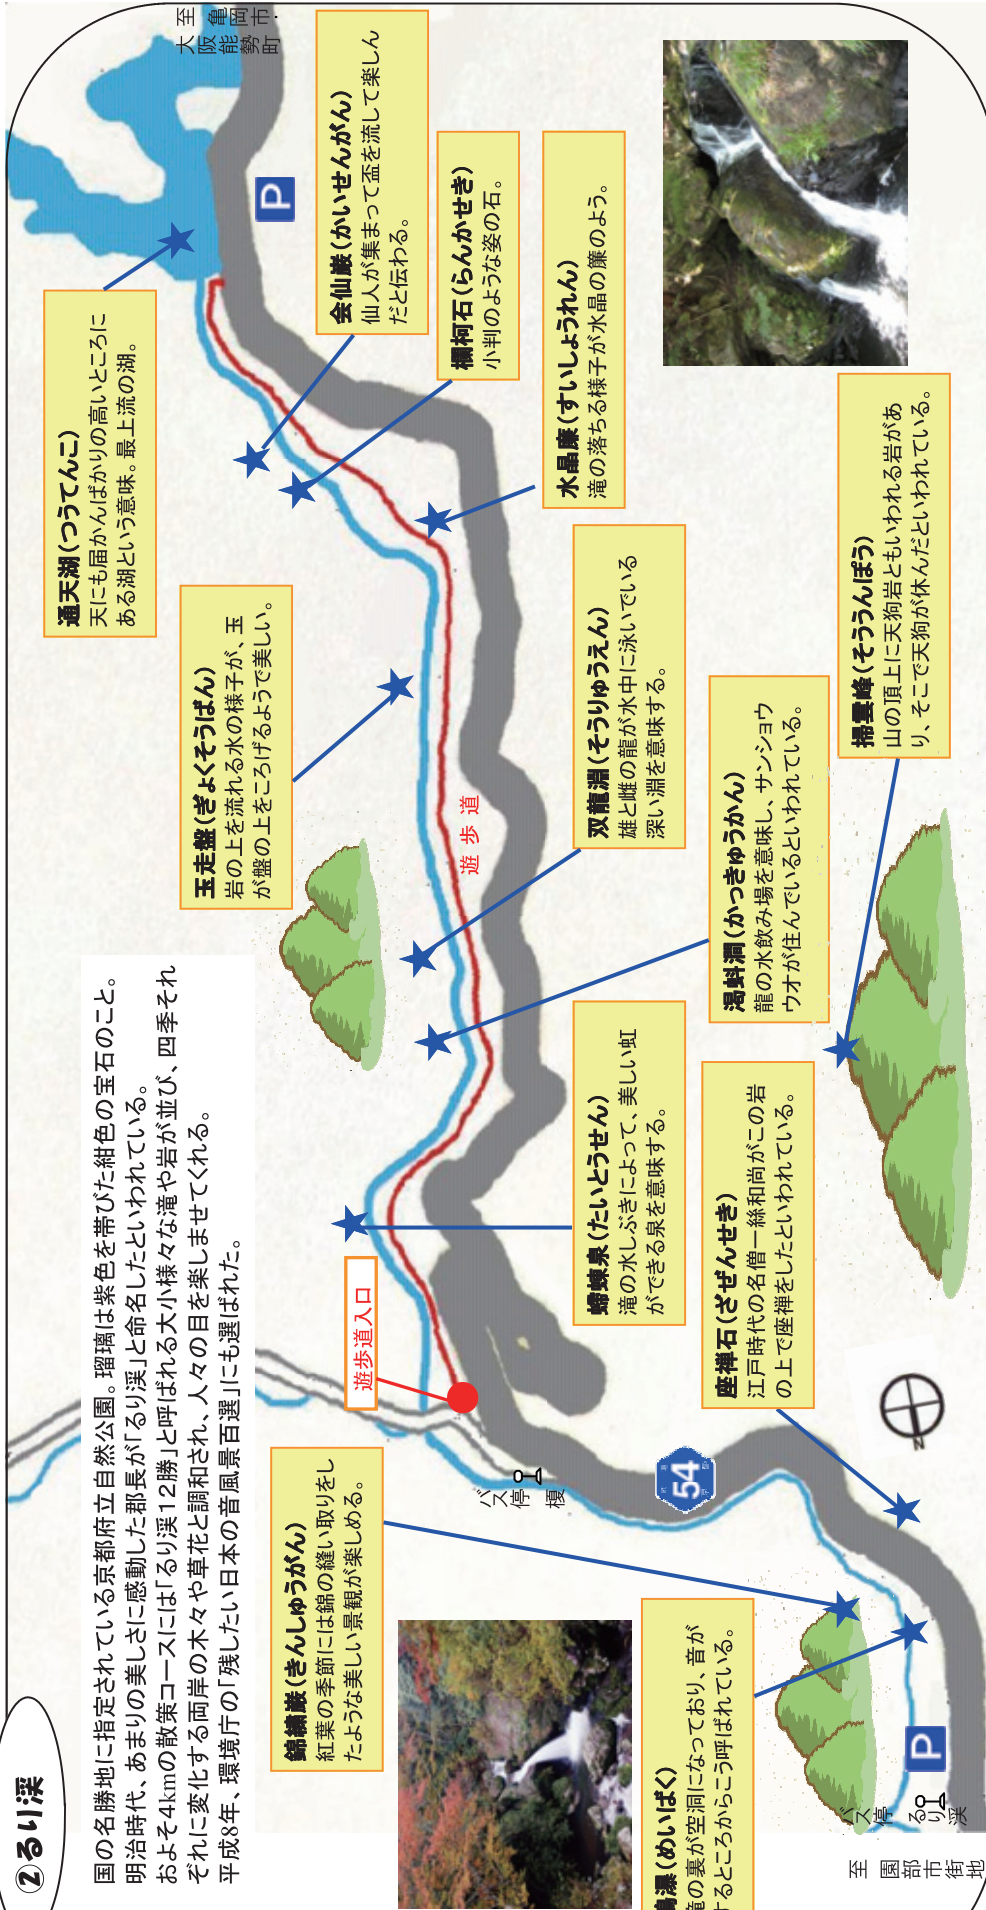 ②るり渓
国の名勝地に指定されている京都府立自然公園。瑠璃は紫色を帯びた紺色の宝石のこと。
明治時代、あまりの美しさに感動した郡長が「るり渓」と命名したといわれている。
およそ4kmの散策コースには「るり渓12勝」と呼ばれる大小様々な滝や岩が並び、四季それ
ぞれに変化する両岸の木々や草花と調和され、人々の目を楽しませてくれる。
平成8年、環境庁の「残したい日本の音風景百選」にも選ばれた。
通天湖(つうてんこ)
天にも届かんばかりの高いところに
ある湖という意味。最上流の湖。
玉走盤(ぎょくそうばん)
岩の上を流れる水の様子が、玉
が盤の上をころげるようで美しい。
至 亀岡市・
大阪能勢町
P
会仙巌(かいせんがん)
仙人が集まって盃を流して楽しん
だと伝わる。
欄柯石(らんかせき)
小判のような姿の石。
水晶廉(すいしょうれん)
滝の落ちる様子が水晶の簾のよう。
遊歩道
双龍淵(そうりゅうえん)
雄と雌の龍が水中に泳いでいる
深い淵を意味する。
渇蚪澗(かっきゅうかん)
龍の水飲み場を意味し、サンショウ
ウオが住んでいるといわれている。
掃雲峰(そううんぽう)
山の頂上に天狗岩ともいわれる岩があ
り、そこで天狗が休んだといわれている。
遊歩道入口
蟮蝀泉(たいとうせん)
滝の水しぶきによって、美しい虹
ができる泉を意味する。
座禅石(ざぜんせき)
江戸時代の名僧一絲和尚がこの岩
の上で座禅をしたといわれている。
錦繍巌(きんしゅうがん)
紅葉の季節には錦の縫い取りをし
たような美しい景観が楽しめる。
バス停
榎
54
N
鳴瀑(めいばく)
滝の裏が空洞になっており、音が
するところからこう呼ばれている。
P
バス停
るり渓
至 園部市街地